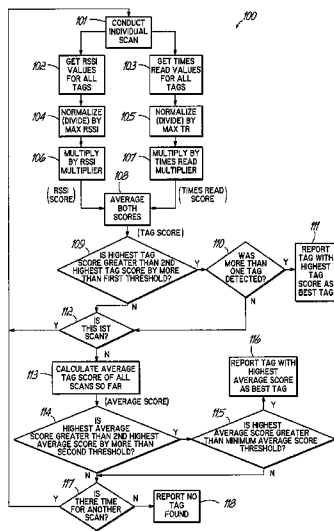 100
101
CONDUCT
INDIVIDUAL
SCAN
102
GET RSSI
VALUES
FOR ALL
TAGS
103
GET TIMES
READ VALUES
FOR ALL
TAGS
104
NORMALIZE
(DIVIDE) BY
MAX RSSI
105
NORMALIZE
(DIVIDE) BY
MAX TR
106
MULTIPLY
BY RSSI
MULTIPLIER
107
MULTIPLY BY
TIMES READ
MULTIPLIER
(RSSI
SCORE)
108
AVERAGE
BOTH
SCORES
(TIMES READ
SCORE)
(TAG SCORE)
109
IS HIGHEST TAG
SCORE GREATER THAN 2ND
HIGHEST TAG SCORE BY MORE
THAN FIRST THRESHOLD?
Y
N
110
WAS
MORE THAN
ONE TAG
DETECTED?
Y
N
111
REPORT
TAG WITH
HIGHEST
TAG
SCORE AS
BEST TAG
112
IS
THIS 1ST
SCAN?
Y
N
113
CALCULATE AVERAGE
TAG SCORE OF ALL
SCANS SO FAR
(AVERAGE SCORE)
116
REPORT TAG WITH
HIGHEST AVERAGE
SCORE AS
BEST TAG
114
IS
HIGHEST AVERAGE
SCORE GREATER THAN 2ND HIGHEST
AVERAGE SCORE BY MORE THAN
SECOND THRESHOLD?
Y
N
115
IS HIGHEST
AVERAGE SCORE GREATER
THAN MINIMUM AVERAGE SCORE
THRESHOLD?
Y
N
117
IS
THERE TIME
FOR ANOTHER
SCAN?
Y
N
REPORT NO
TAG
FOUND
118